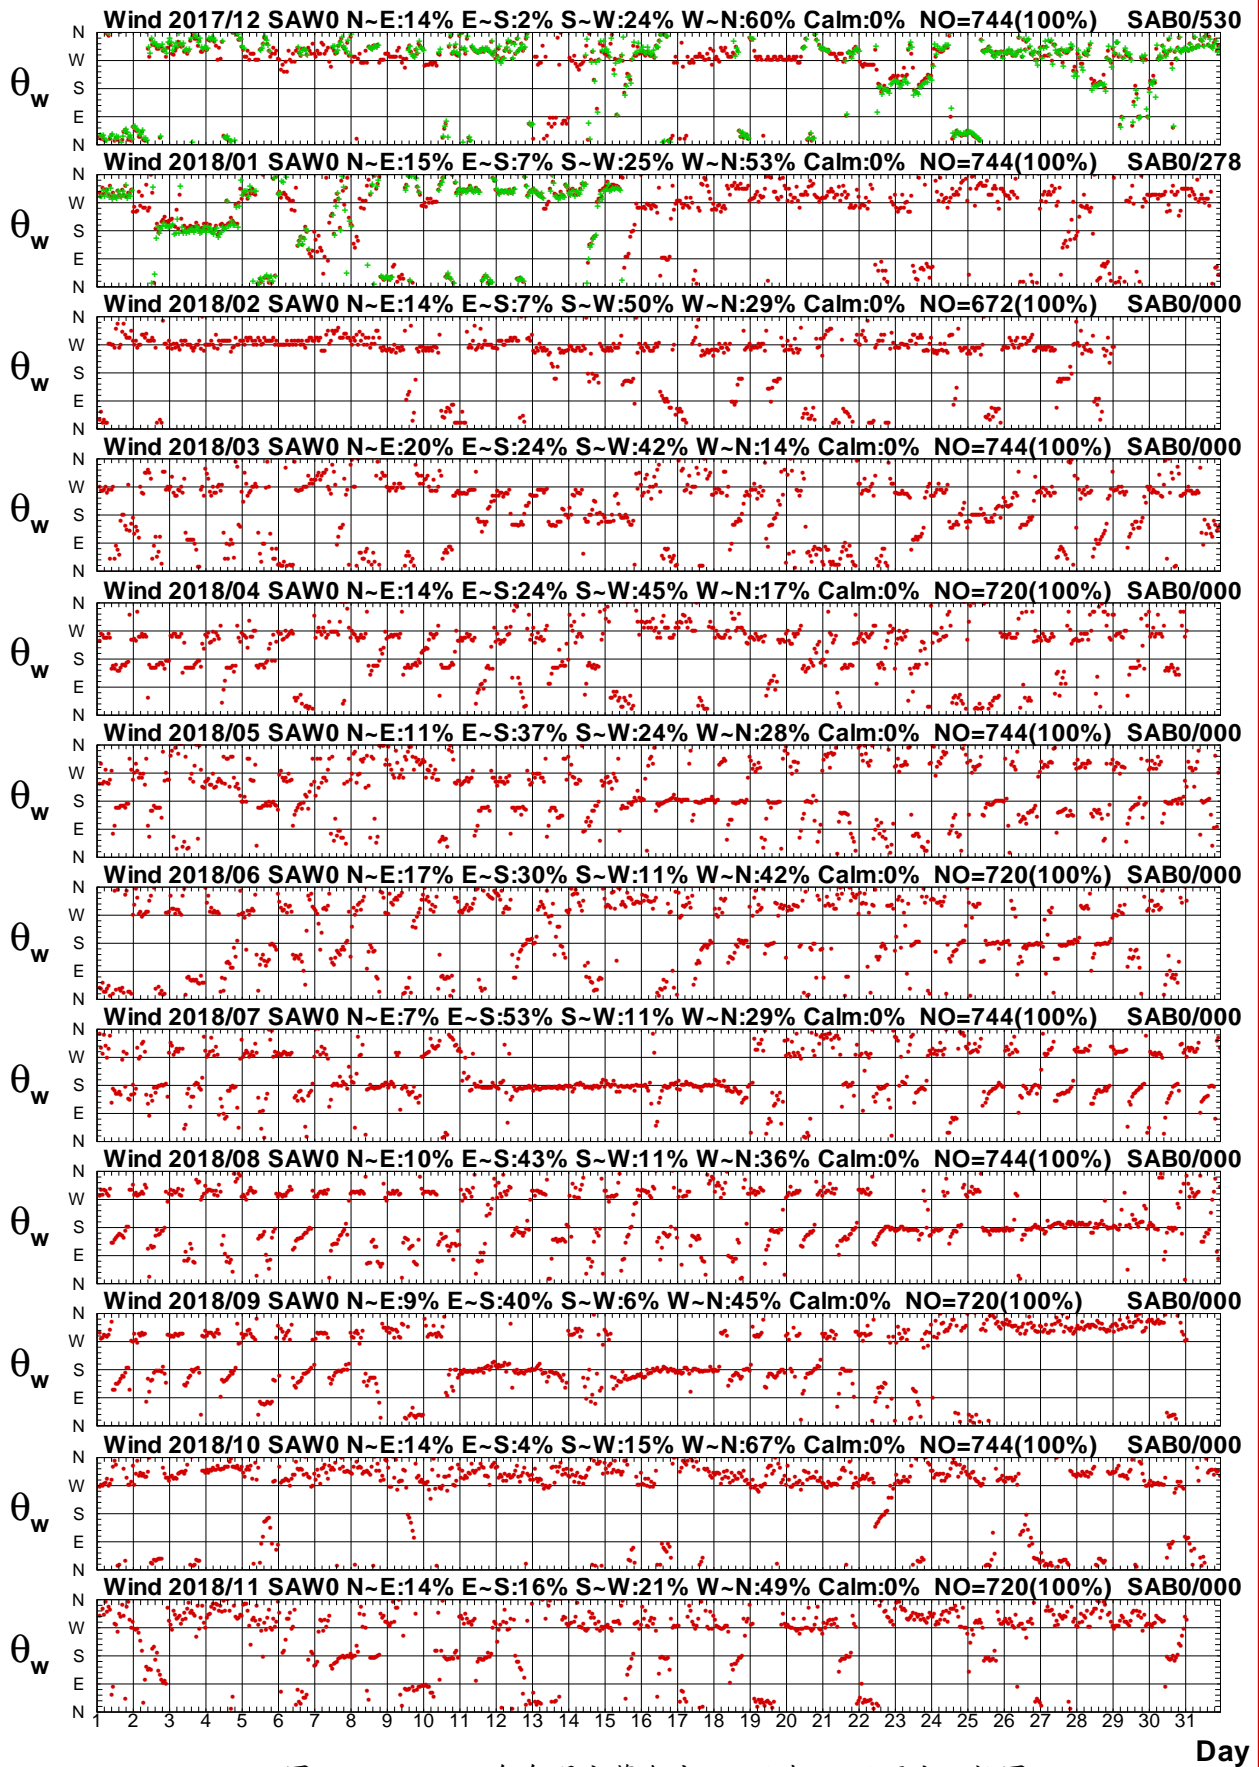 Wind 2017/12 SAW0 N~E:14% E~S:2% S~W:24% W~N:60% Calm:0% NO=744(100%) SAB0/530
N
W
S
E
N
θw
Wind 2018/01 SAW0 N~E:15% E~S:7% S~W:25% W~N:53% Calm:0% NO=744(100%) SAB0/278
N
W
S
E
N
θw
Wind 2018/02 SAW0 N~E:14% E~S:7% S~W:50% W~N:29% Calm:0% NO=672(100%) SAB0/000
N
W
S
E
N
θw
Wind 2018/03 SAW0 N~E:20% E~S:24% S~W:42% W~N:14% Calm:0% NO=744(100%) SAB0/000
N
W
S
E
N
θw
Wind 2018/04 SAW0 N~E:14% E~S:24% S~W:45% W~N:17% Calm:0% NO=720(100%) SAB0/000
N
W
S
E
N
θw
Wind 2018/05 SAW0 N~E:11% E~S:37% S~W:24% W~N:28% Calm:0% NO=744(100%) SAB0/000
N
W
S
E
N
θw
Wind 2018/06 SAW0 N~E:17% E~S:30% S~W:11% W~N:42% Calm:0% NO=720(100%) SAB0/000
N
W
S
E
N
θw
Wind 2018/07 SAW0 N~E:7% E~S:53% S~W:11% W~N:29% Calm:0% NO=744(100%) SAB0/000
N
W
S
E
N
θw
Wind 2018/08 SAW0 N~E:10% E~S:43% S~W:11% W~N:36% Calm:0% NO=744(100%) SAB0/000
N
W
S
E
N
θw
Wind 2018/09 SAW0 N~E:9% E~S:40% S~W:6% W~N:45% Calm:0% NO=720(100%) SAB0/000
N
W
S
E
N
θw
Wind 2018/10 SAW0 N~E:14% E~S:4% S~W:15% W~N:67% Calm:0% NO=744(100%) SAB0/000
N
W
S
E
N
θw
Wind 2018/11 SAW0 N~E:14% E~S:16% S~W:21% W~N:49% Calm:0% NO=720(100%) SAB0/000
N
W
S
E
N
θw
1 2 3 4 5 6 7 8 9 10 11 12 13 14 15 16 17 18 19 20 21 22 23 24 25 26 27 28 29 30 31
Day